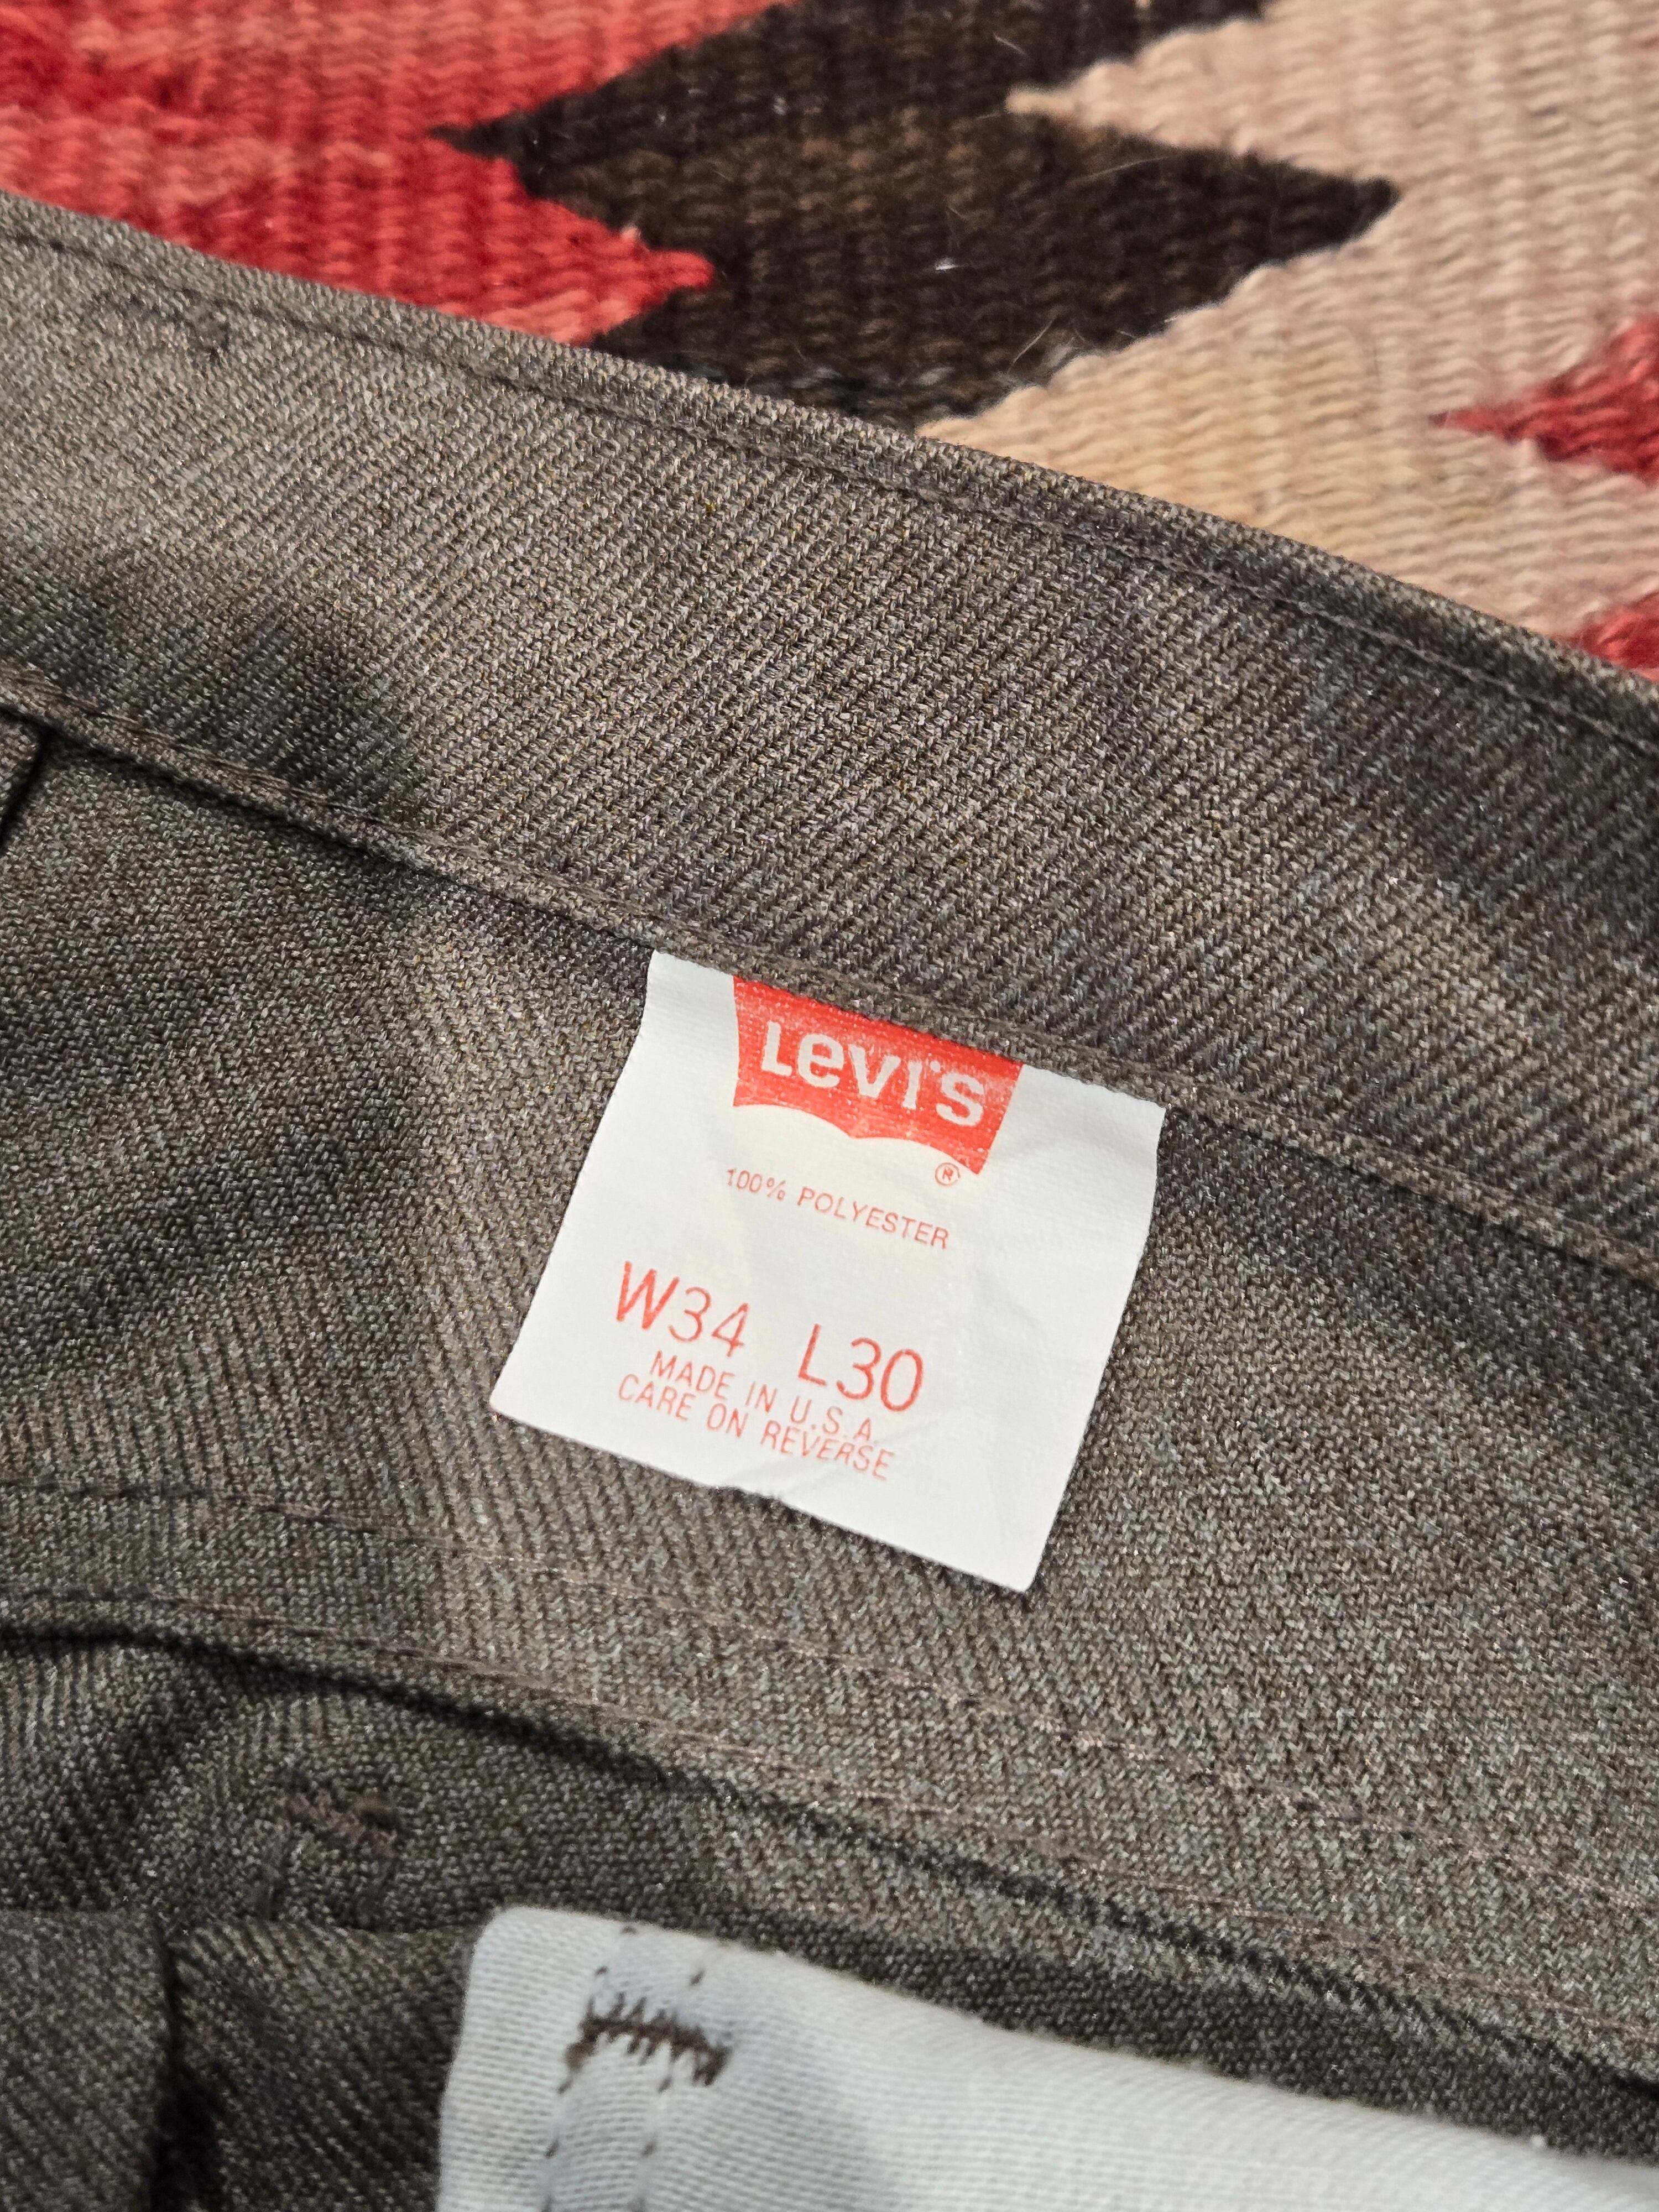 Levi's
®
100% POLYESTER
W34 L30
MADE IN U.S.A.
CARE ON REVERSE